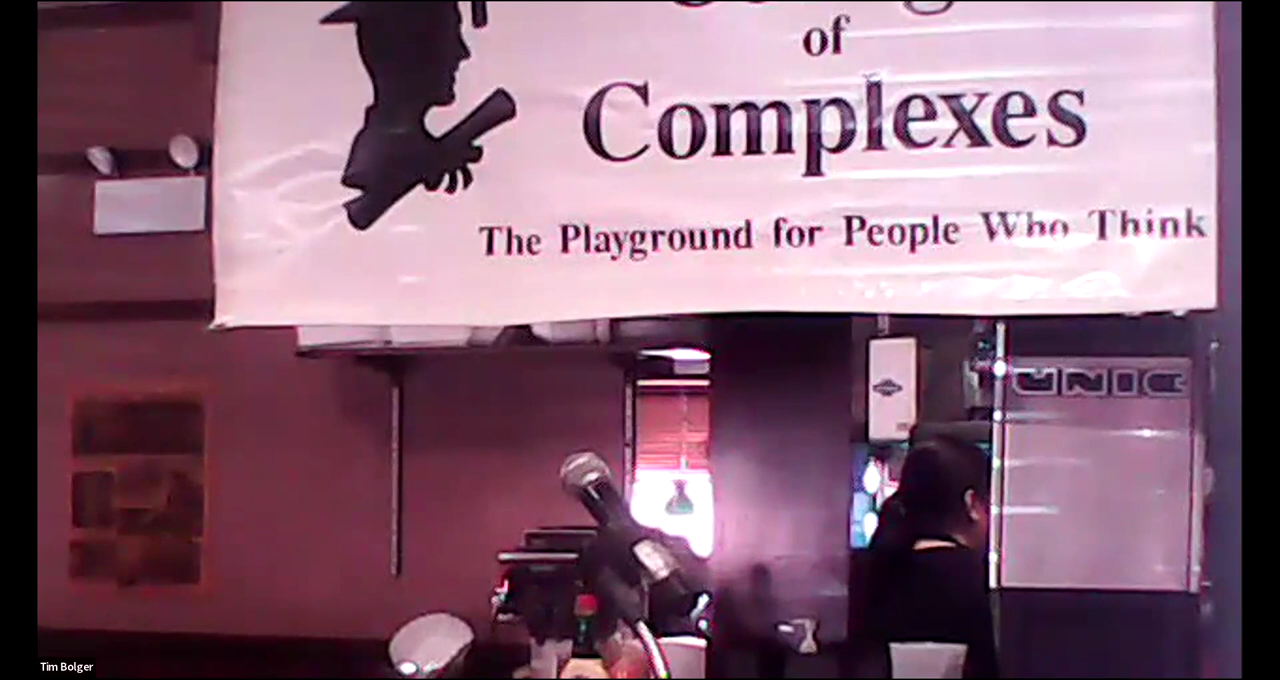 of
Complexes
The Playground for People Who Think
UNIC
Tim Bolger